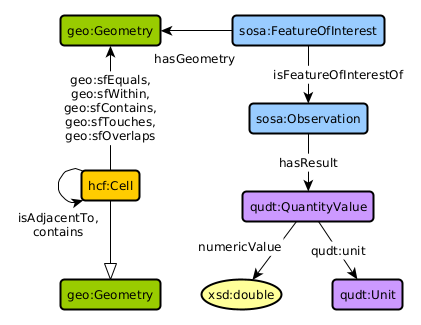 geo:Geometry
sosa:FeatureOfInterest
hasGeometry
geo:sfEquals,
geo:sfWithin,
geo:sfContains,
geo:sfTouches,
geo:sfOverlaps
isFeatureOfInterestOf
sosa:Observation
hasResult
hcf:Cell
isAdjacentTo,
contains
qudt:QuantityValue
numericValue
qudt:unit
geo:Geometry
xsd:double
qudt:Unit